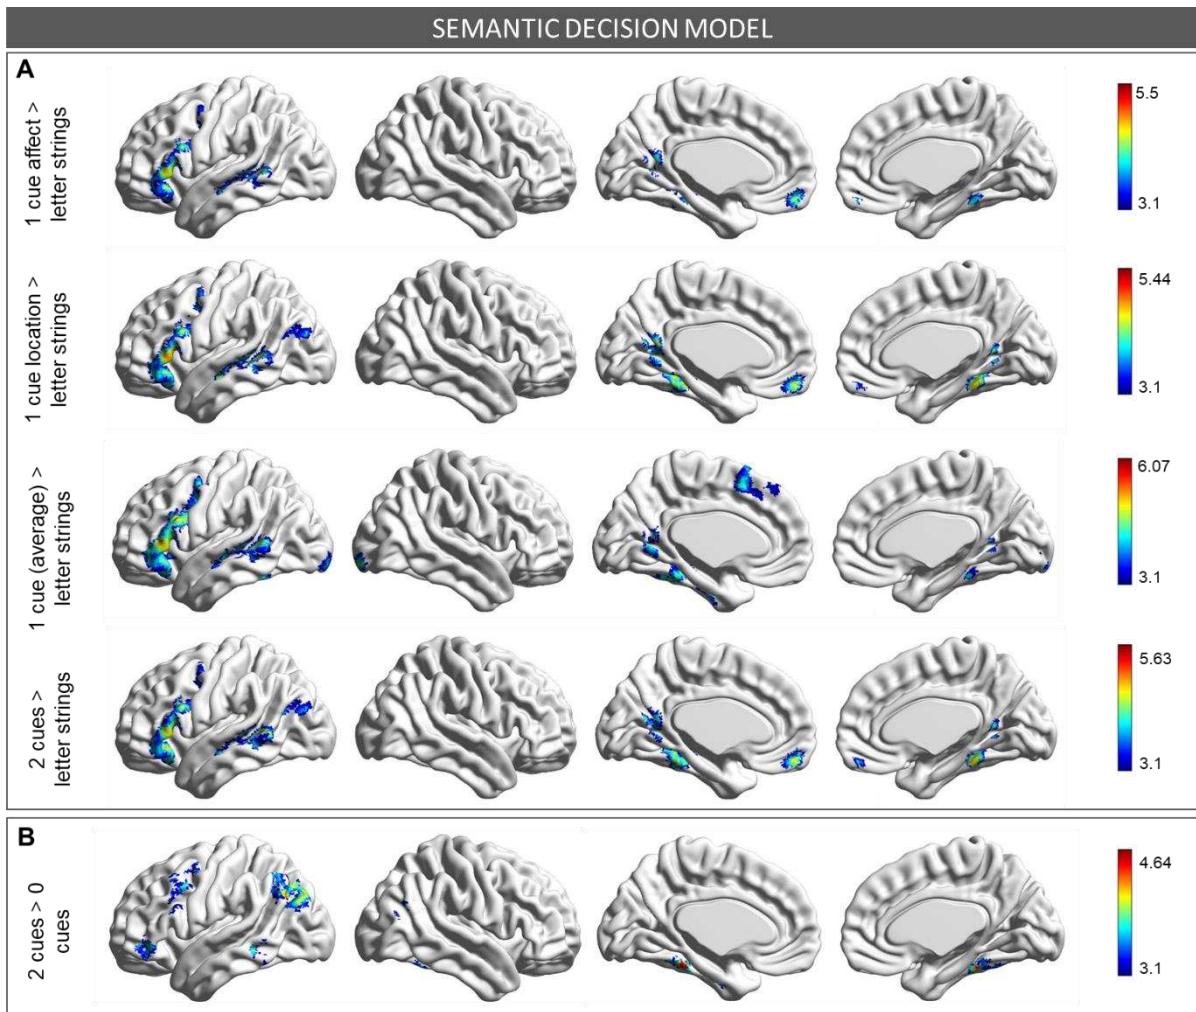 SEMANTIC DECISION MODEL
A
1 cue affect >
letter strings
5.5
3.1
1 cue location >
letter strings
5.44
3.1
1 cue (average) >
letter strings
6.07
3.1
2 cues >
letter strings
5.63
3.1
B
2 cues > 0
cues
4.64
3.1